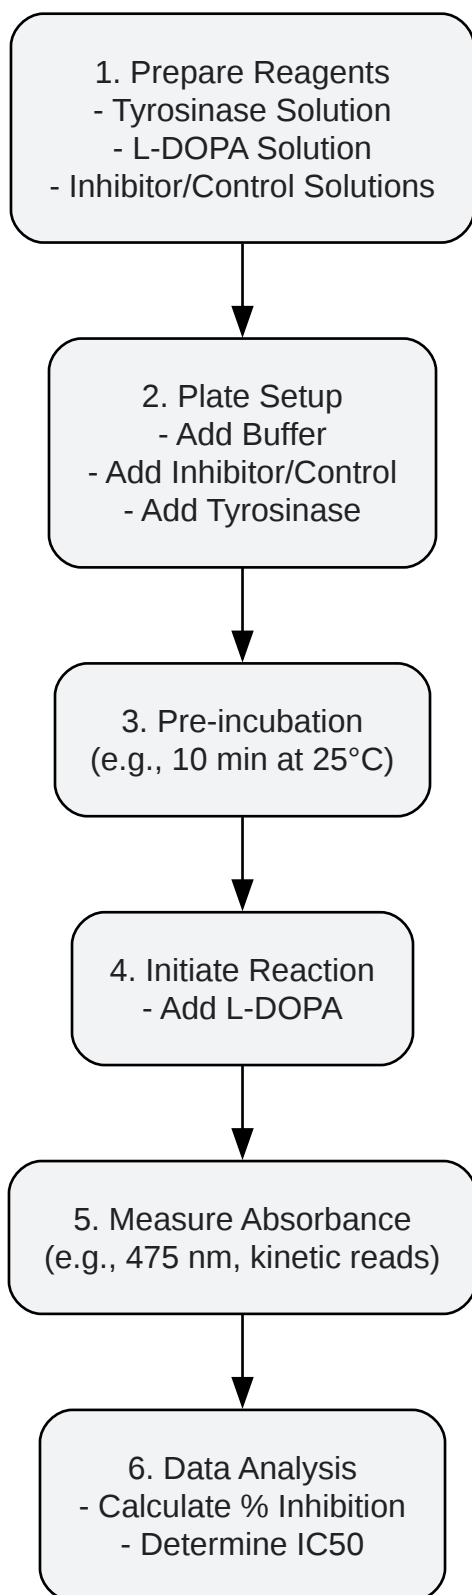 1. Prepare Reagents
- Tyrosinase Solution
- L-DOPA Solution
- Inhibitor/Control Solutions
2. Plate Setup
- Add Buffer
- Add Inhibitor/Control
- Add Tyrosinase
3. Pre-incubation
(e.g., 10 min at 25°C)
4. Initiate Reaction
- Add L-DOPA
5. Measure Absorbance
(e.g., 475 nm, kinetic reads)
6. Data Analysis
- Calculate % Inhibition
- Determine IC50